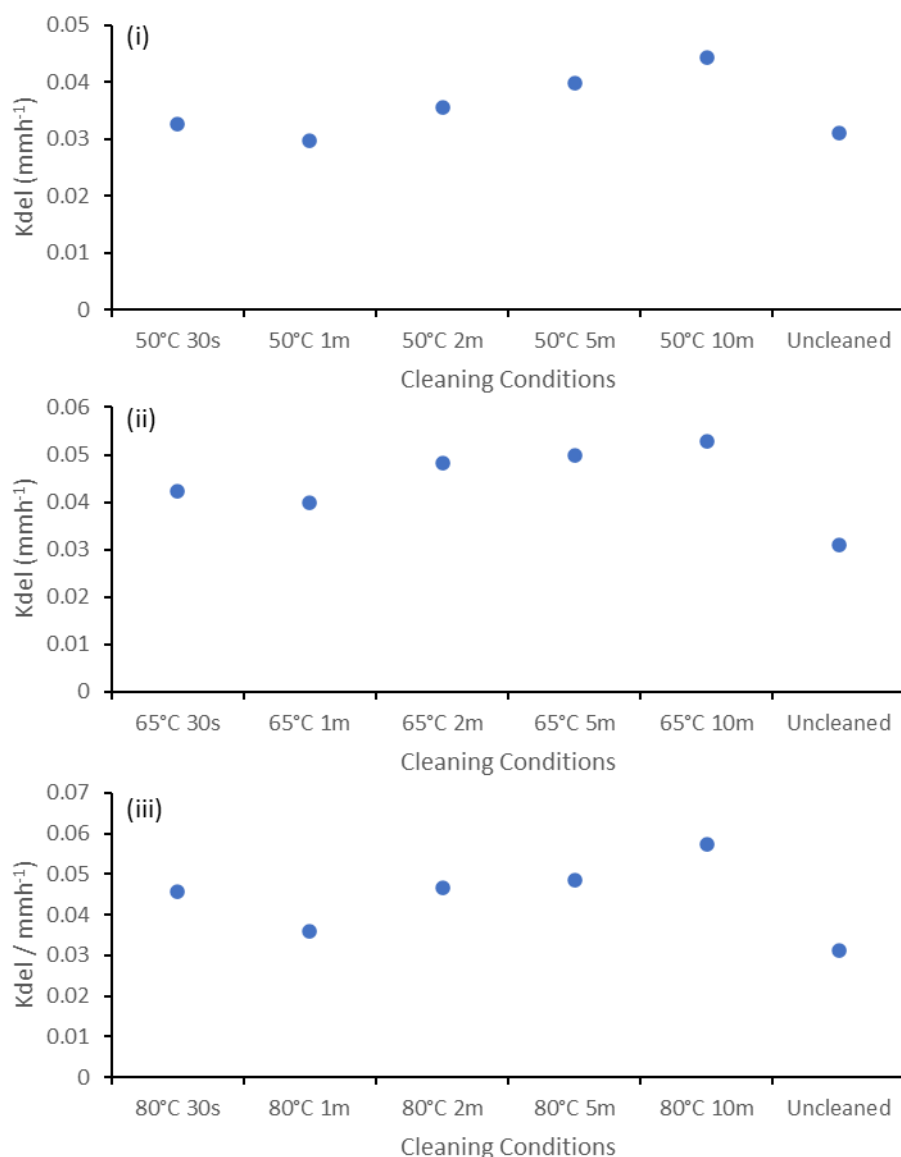 (i)
Kdel (mmh⁻¹)
0.05
0.04
0.03
0.02
0.01
0
50°C 30s 50°C 1m 50°C 2m 50°C 5m 50°C 10m Uncleaned
Cleaning Conditions
(ii)
Kdel (mmh⁻¹)
0.06
0.05
0.04
0.03
0.02
0.01
0
65°C 30s 65°C 1m 65°C 2m 65°C 5m 65°C 10m Uncleaned
Cleaning Conditions
(iii)
Kdel / mmh⁻¹)
0.07
0.06
0.05
0.04
0.03
0.02
0.01
0
80°C 30s 80°C 1m 80°C 2m 80°C 5m 80°C 10m Uncleaned
Cleaning Conditions